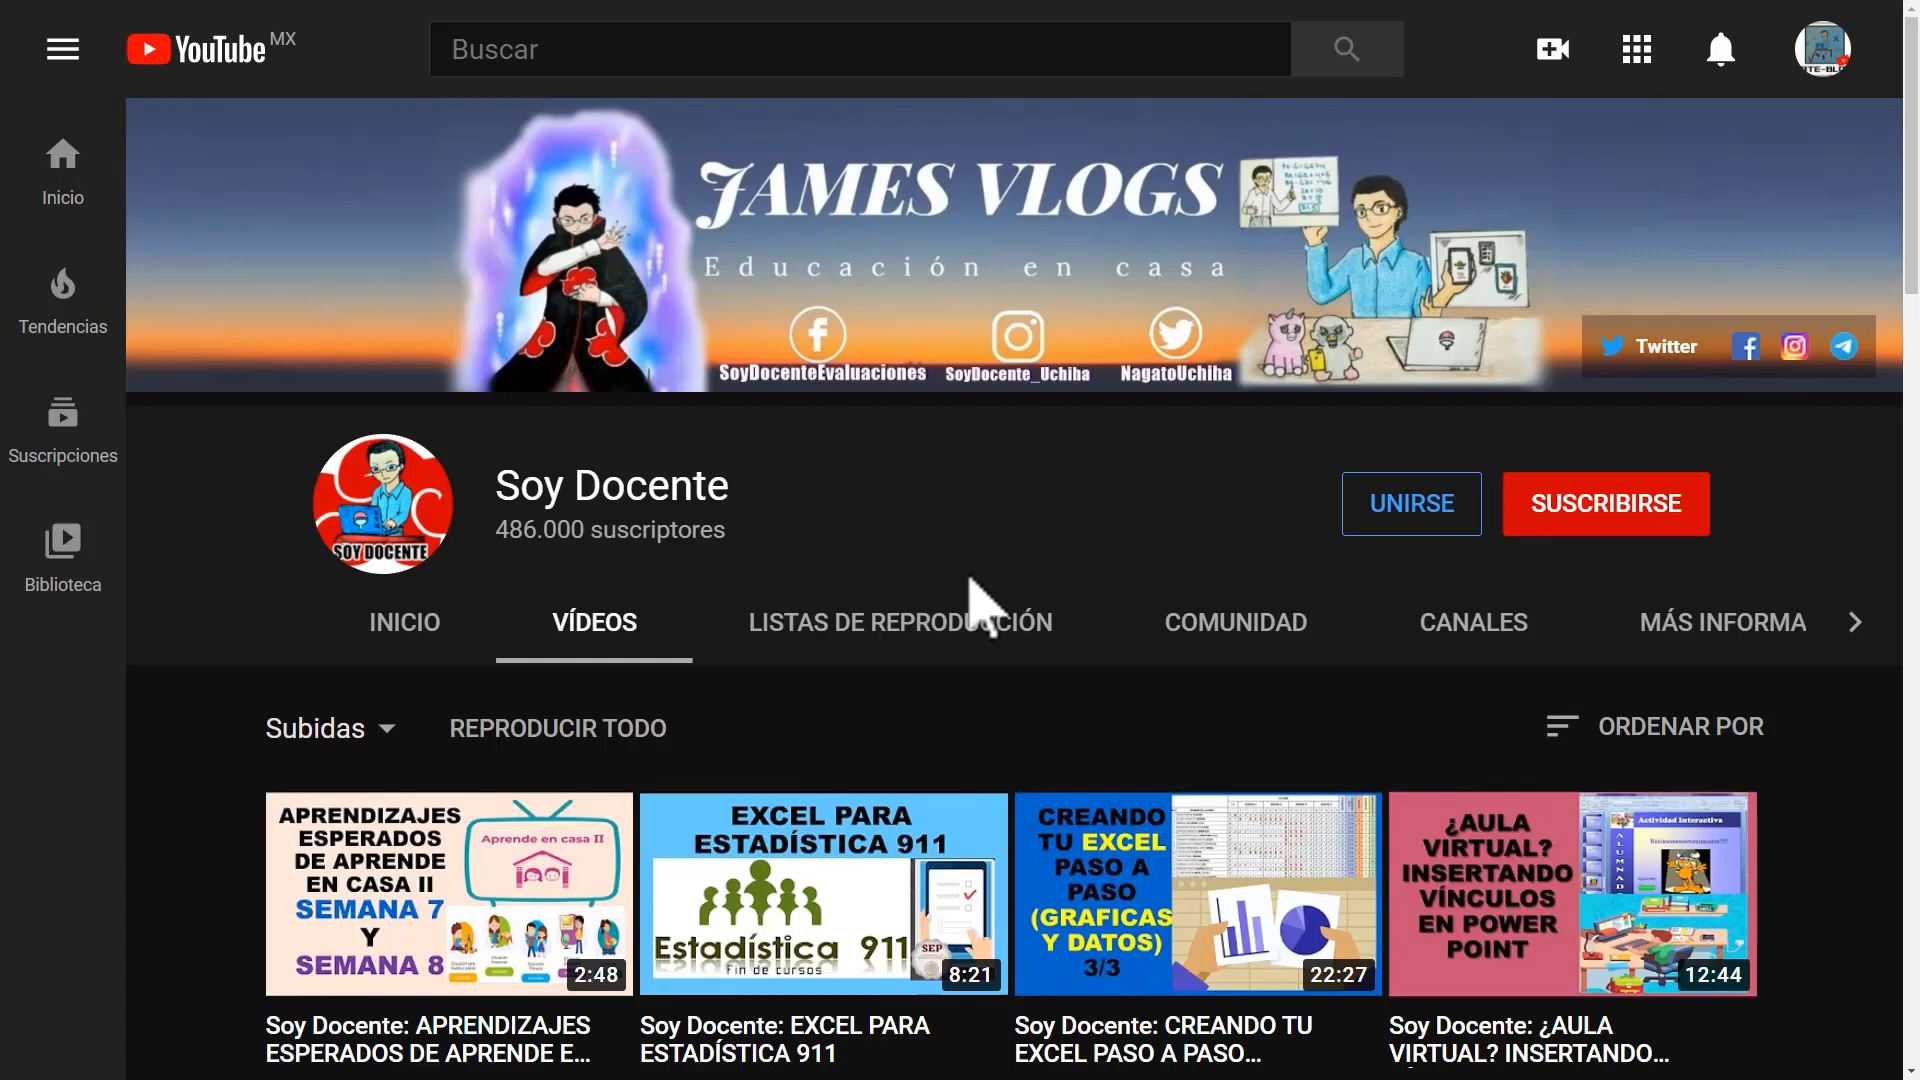 YouTube MX
Buscar
Inicio
Tendencias
Suscripciones
Biblioteca
JAMES VLOGS
Educación en casa
SoyDocenteEvaluaciones
SoyDocente_Uchiha
NagatoUchiha
Twitter
SOY DOCENTE
Soy Docente
486.000 suscriptores
UNIRSE
SUSCRIBIRSE
INICIO
VÍDEOS
LISTAS DE REPRODUCCIÓN
COMUNIDAD
CANALES
MÁS INFORMA
Subidas
REPRODUCIR TODO
ORDENAR POR
APRENDIZAJES
ESPERADOS
DE APRENDE
EN CASA II
SEMANA 7
Y
SEMANA 8
Aprende en casa II
2:48
EXCEL PARA
ESTADÍSTICA 911
Estadística 911
Fin de cursos
SEP
8:21
CREANDO
TU EXCEL
PASO A
PASO
(GRAFICAS
Y DATOS)
3/3
22:27
¿AULA
VIRTUAL?
INSERTANDO
VÍNCULOS
EN POWER
POINT
Actividad Interactiva
12:44
Soy Docente: APRENDIZAJES
ESPERADOS DE APRENDE E...
Soy Docente: EXCEL PARA
ESTADÍSTICA 911
Soy Docente: CREANDO TU
EXCEL PASO A PASO...
Soy Docente: ¿AULA
VIRTUAL? INSERTANDO...